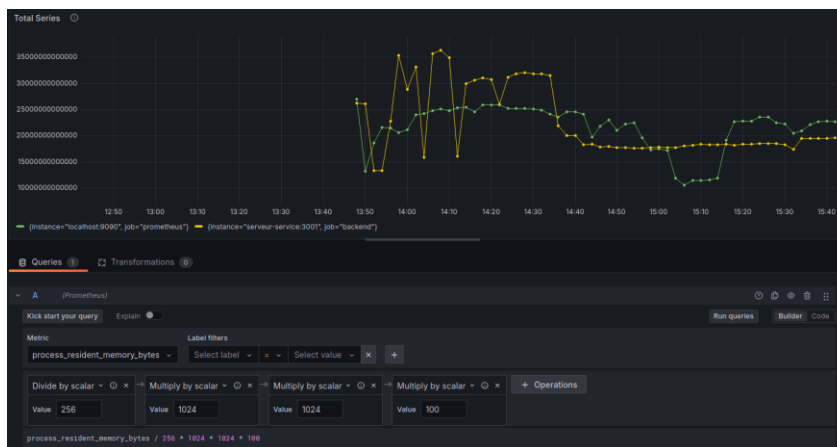 Total Series
35000000000000
30000000000000
25000000000000
20000000000000
15000000000000
10000000000000
12:50 13:00 13:10 13:20 13:30 13:40 13:50 14:00 14:10 14:20 14:30 14:40 14:50 15:00 15:10 15:20 15:30 15:40
{instance="localhost:9090", job="prometheus"} {instance="serveur-service:3001", job="backend"}
Queries 1 Transformations 0
A (Prometheus)
Kick start your query Explain Run queries Builder Code
Metric Label filters
process_resident_memory_bytes Select label = Select value × +
Divide by scalar × Multiply by scalar × Multiply by scalar × Multiply by scalar × + Operations
Value 256 Value 1024 Value 1024 Value 100
process_resident_memory_bytes / 256 * 1024 * 1024 * 100